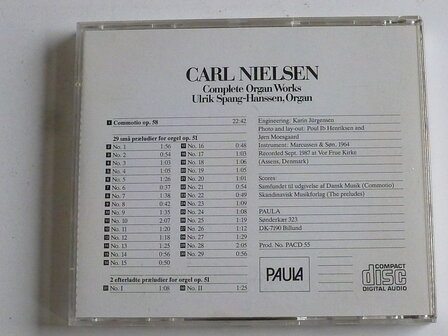 CARL NIELSEN
Complete Organ Works
Ulrik Spang-Hanssen, Organ
1 Commotio op. 58 22:42
29 små præludier for orgel op. 51
No. 1 1:56
No. 2 0:54
No. 3 1:12
No. 4 1:02
No. 5 1:26
No. 6 0:37
No. 7 1:38
No. 8 0:42
No. 9 1:35
No. 10 2:07
No. 11 1:20
No. 12 1:18
No. 13 1:25
No. 14 0:56
No. 15 0:50
No. 16 0:48
No. 17 1:03
No. 18 1:06
No. 19 1:03
No. 20 1:01
No. 21 0:54
No. 22 0:49
No. 23 1:09
No. 24 1:08
No. 25 1:19
No. 26 1:17
No. 27 1:29
No. 28 2:05
No. 29 0:56
2 efterladte præludier for orgel op. 51
No. I 1:08
No. II 1:25
Engineering: Karin Jürgensen
Photo and lay-out: Poul Ib Henriksen and
Jørn Moesgaard
Instrument: Marcussen & Søn, 1964
Recorded Sept. 1987 at Vor Frue Kirke
(Assens, Denmark)
Scores:
Samfundet til udgivelse af Dansk Musik (Commotio)
Skandinavisk Musikforlag (The preludes)
PAULA
Sønderkær 323
DK-7190 Billund
Prod. No. PACD 55
PAULA
COMPACT
disc
DIGITAL AUDIO